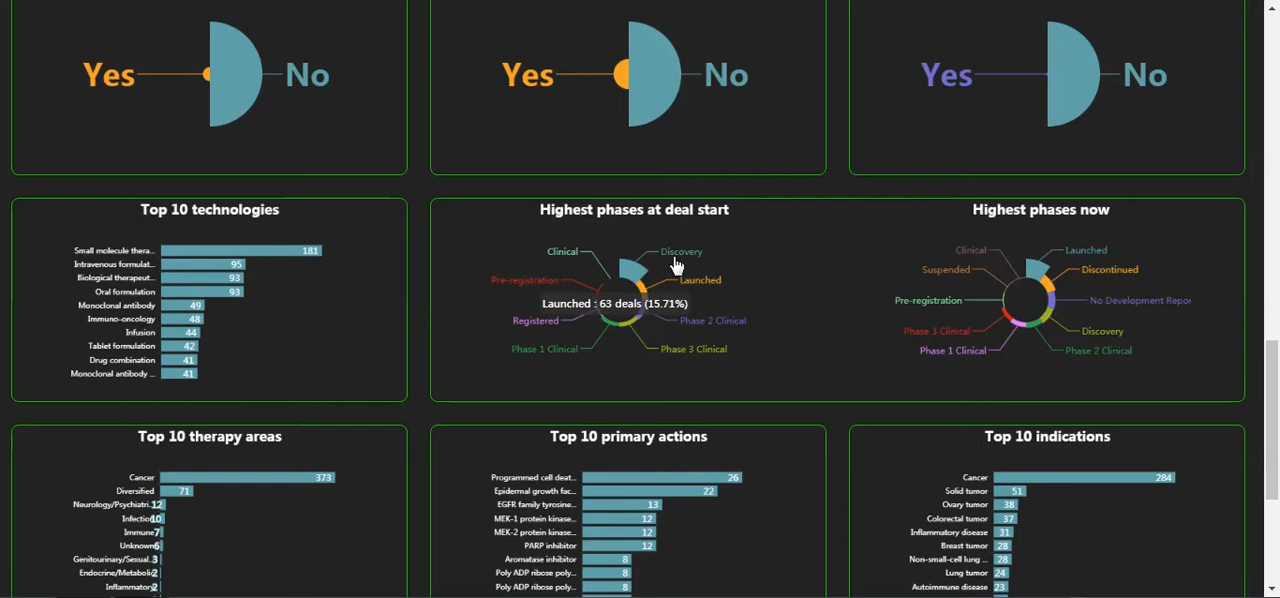 Yes No
Yes No
Yes No
Top 10 technologies
Small molecule thera... 181
Intravenous formulat... 95
Biological therapeut... 93
Oral formulation 93
Monoclonal antibody 49
Immuno-oncology 48
Infusion 44
Tablet formulation 42
Drug combination 41
Monoclonal antibody ... 41
Highest phases at deal start
Clinical Discovery
Pre-registration Launched
Launched : 63 deals (15.71%)
Registered Phase 2 Clinical
Phase 1 Clinical Phase 3 Clinical
Highest phases now
Clinical Launched
Suspended Discontinued
Pre-registration No Development Repor
Phase 3 Clinical Discovery
Phase 1 Clinical Phase 2 Clinical
Top 10 therapy areas
Cancer 373
Diversified 71
Neurology/Psychiatri.. 12
Infection 10
Immune 7
Unknown 6
Genitourinary/Sexual... 3
Endocrine/Metabolic 2
Inflammatory 2
Top 10 primary actions
Programmed cell deat... 26
Epidermal growth fac... 22
EGFR family tyrosine... 13
MEK-1 protein kinase... 12
MEK-2 protein kinase... 12
PARP inhibitor 12
Aromatase inhibitor 8
Poly ADP ribose poly... 8
Poly ADP ribose poly... 8
Top 10 indications
Cancer 284
Solid tumor 51
Ovary tumor 38
Colorectal tumor 37
Inflammatory disease 31
Breast tumor 28
Non-small-cell lung ... 28
Lung tumor 24
Autoimmune disease 23